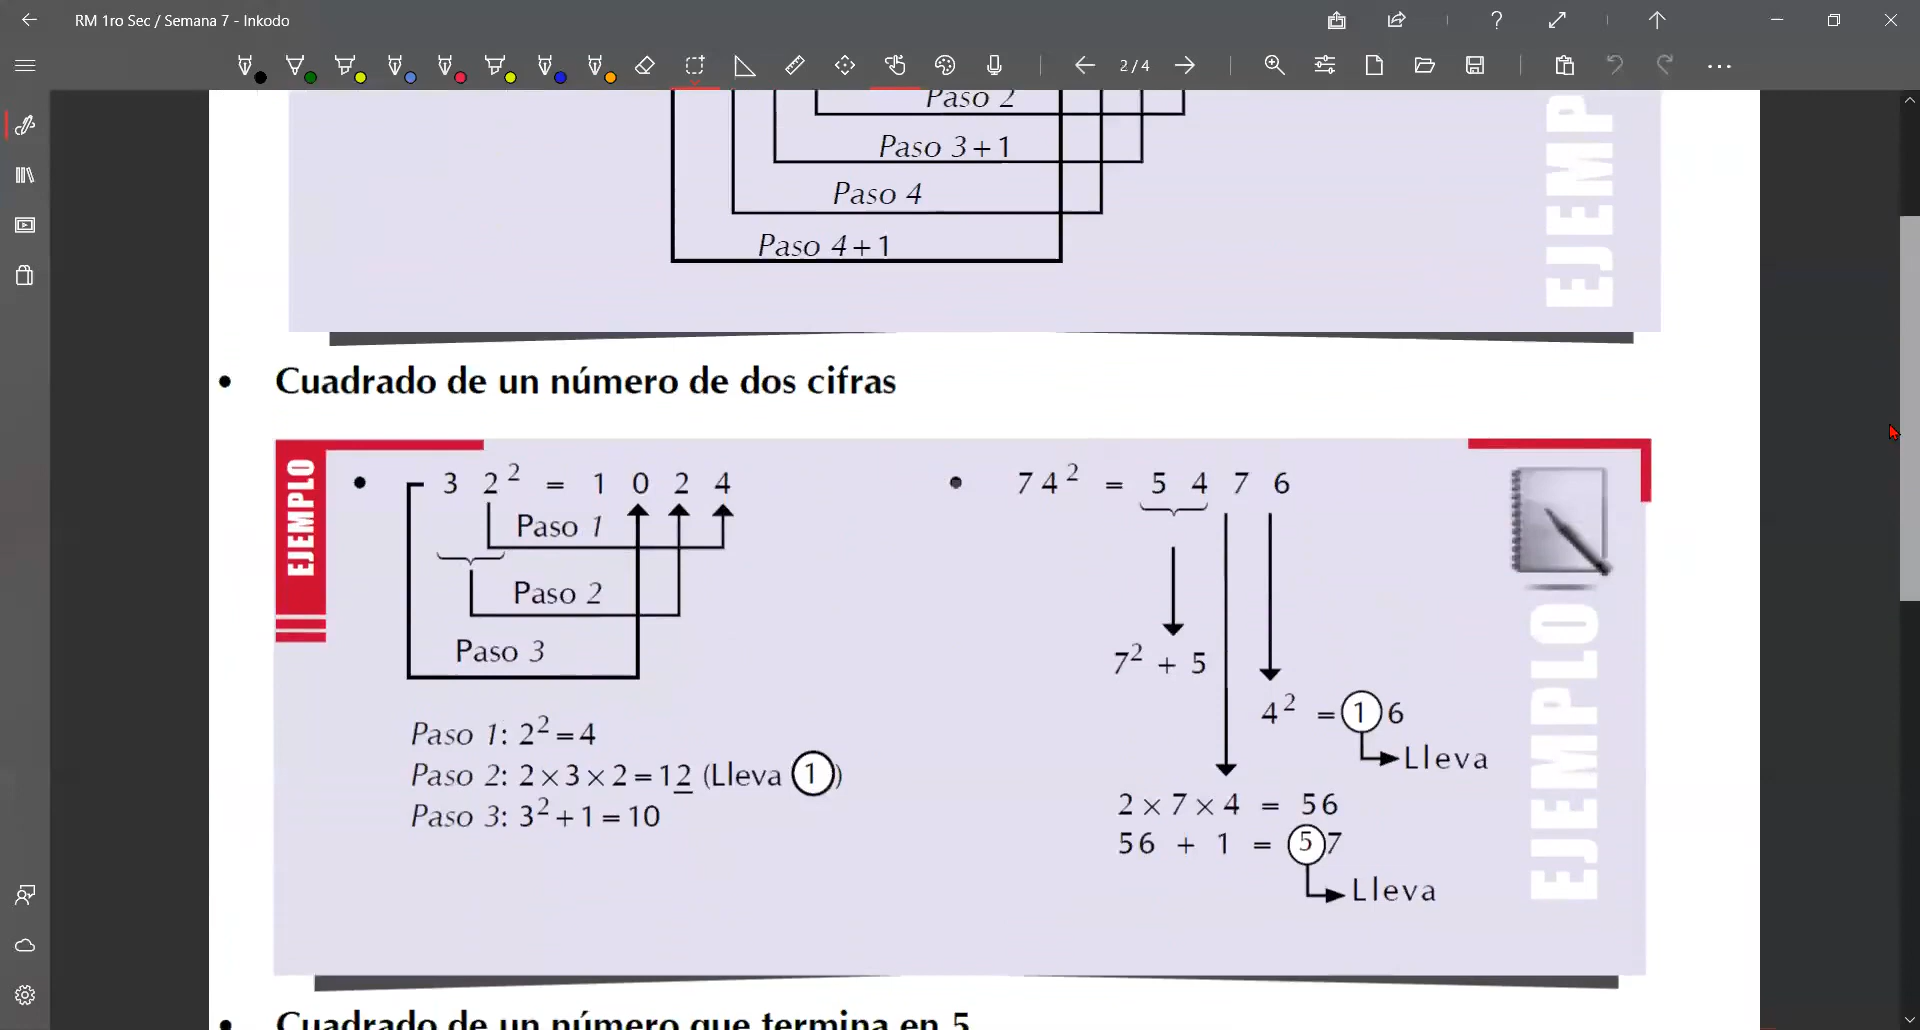 RM 1ro Sec / Semana 7 - Inkodo
2 / 4
Paso 2
Paso 3 + 1
Paso 4
Paso 4 + 1
EJEMP
• Cuadrado de un número de dos cifras
EJEMPLO
• 3 2² = 1 0 2 4
Paso 1
Paso 2
Paso 3
Paso 1: 2² = 4
Paso 2: 2 × 3 × 2 = 12 (Lleva 1)
Paso 3: 3² + 1 = 10
• 7 4² = 5 4 7 6
7² + 5
4² = 1 6
Lleva
2 × 7 × 4 = 56
56 + 1 = 57
Lleva
EJEMPLO
• Cuadrado de un número que termina en 5